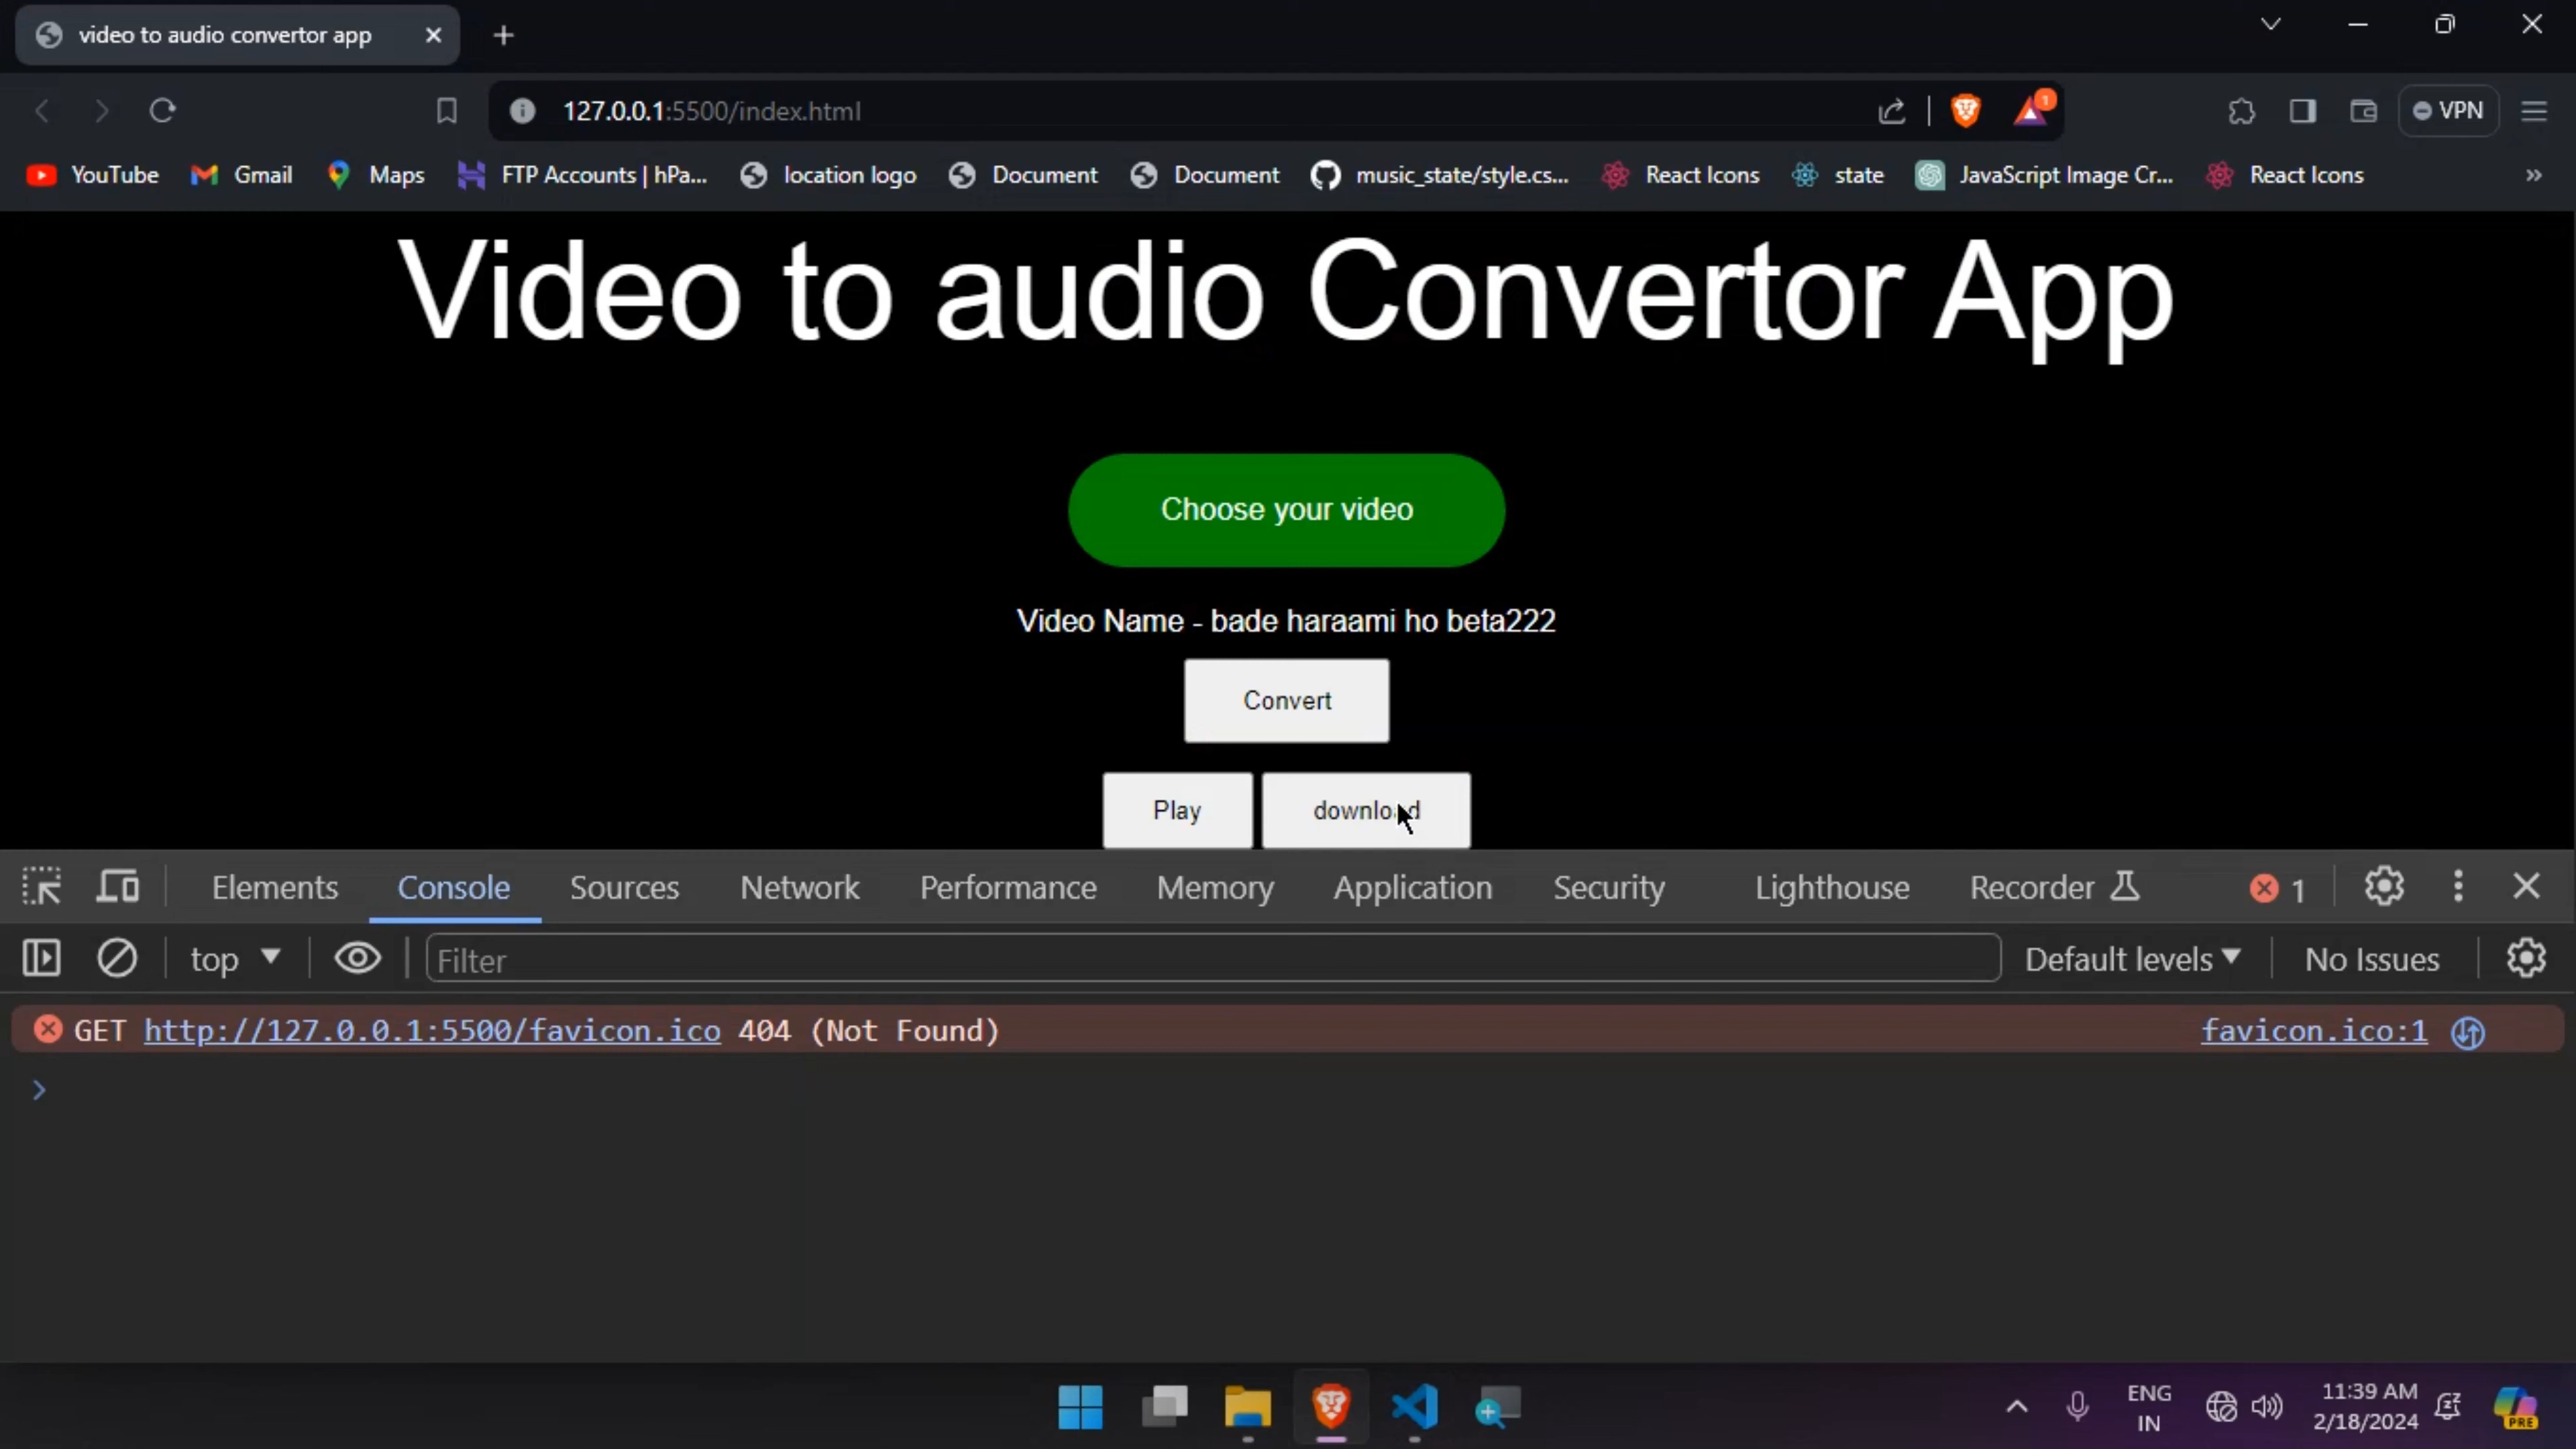 video to audio convertor app
127.0.0.1:5500/index.html
1
VPN
YouTube Gmail Maps FTP Accounts | hPa... location logo Document Document music_state/style.cs... React Icons state JavaScript Image Cr... React Icons »
Video to audio Convertor App
Choose your video
Video Name - bade haraami ho beta222
Convert
Play download
Elements Console Sources Network Performance Memory Application Security Lighthouse Recorder 1
top Filter Default levels No Issues
GET http://127.0.0.1:5500/favicon.ico 404 (Not Found) favicon.ico:1
ENG 11:39 AM
IN 2/18/2024
PRE